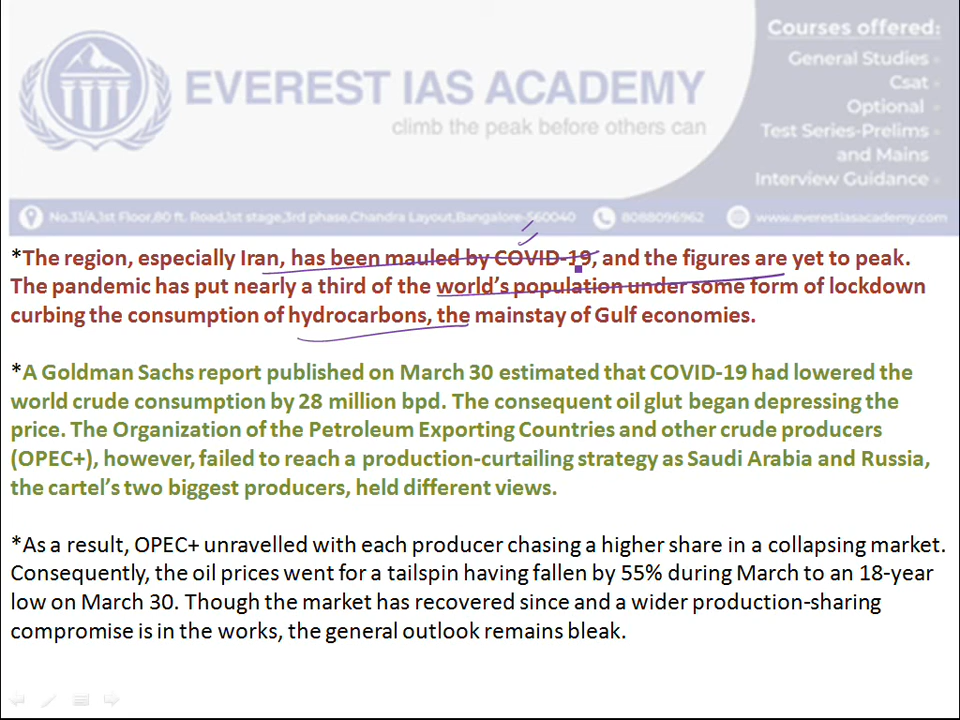 Courses offered:
General Studies
Csat
Optional
Test Series-Prelims
and Mains
Interview Guidance
EVEREST IAS ACADEMY
climb the peak before others can
No.31/A,1st Floor,80 ft. Road,1st stage,3rd phase,Chandra Layout,Bangalore-560040 8088096962 www.everestiasacademy.com
*The region, especially Iran, has been mauled by COVID-19, and the figures are yet to peak.
The pandemic has put nearly a third of the world's population under some form of lockdown
curbing the consumption of hydrocarbons, the mainstay of Gulf economies.
*A Goldman Sachs report published on March 30 estimated that COVID-19 had lowered the
world crude consumption by 28 million bpd. The consequent oil glut began depressing the
price. The Organization of the Petroleum Exporting Countries and other crude producers
(OPEC+), however, failed to reach a production-curtailing strategy as Saudi Arabia and Russia,
the cartel's two biggest producers, held different views.
*As a result, OPEC+ unravelled with each producer chasing a higher share in a collapsing market.
Consequently, the oil prices went for a tailspin having fallen by 55% during March to an 18-year
low on March 30. Though the market has recovered since and a wider production-sharing
compromise is in the works, the general outlook remains bleak.